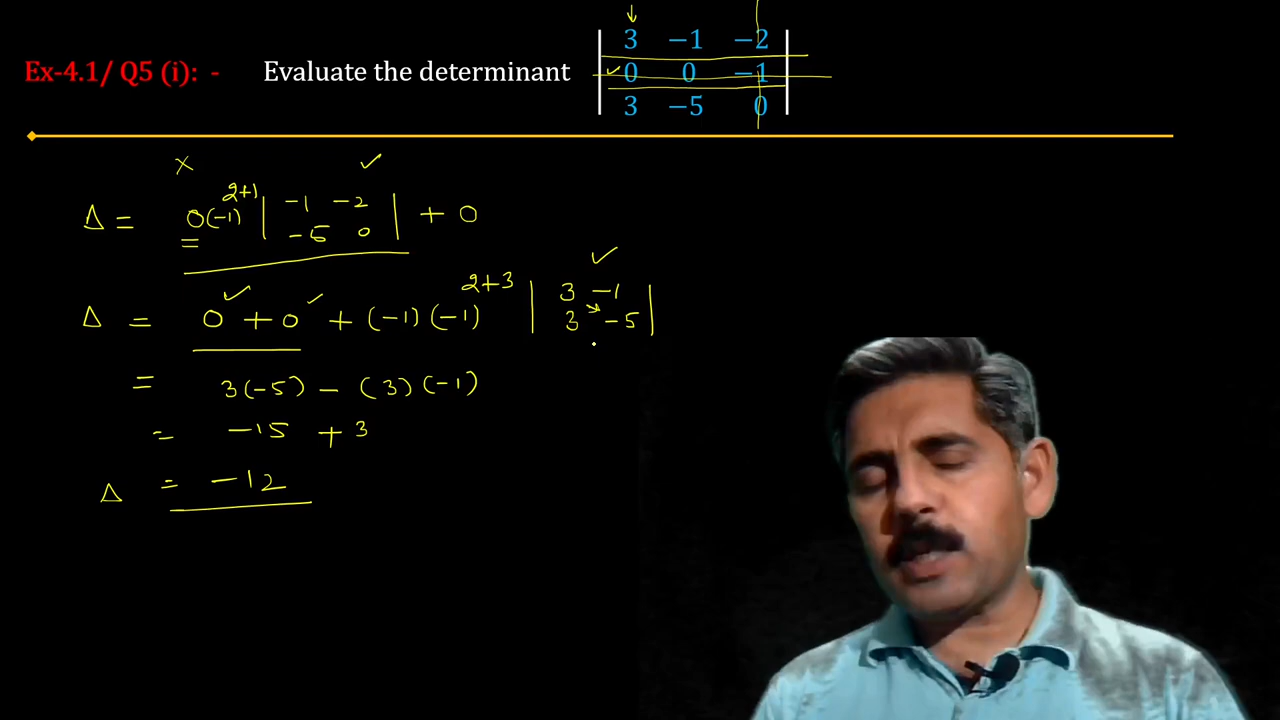 Ex-4.1/ Q5 (i): - Evaluate the determinant
| 3 −1 −2 |
| 0 0 −1 |
| 3 −5 0 |
Δ = 0(-1)^{2+1} | -1 -2 | + 0
| -5 0 |
Δ = 0 + 0 + (-1)(-1)^{2+3} | 3 -1 |
| 3 -5 |
= 3(-5) - (3)(-1)
= -15 + 3
Δ = -12